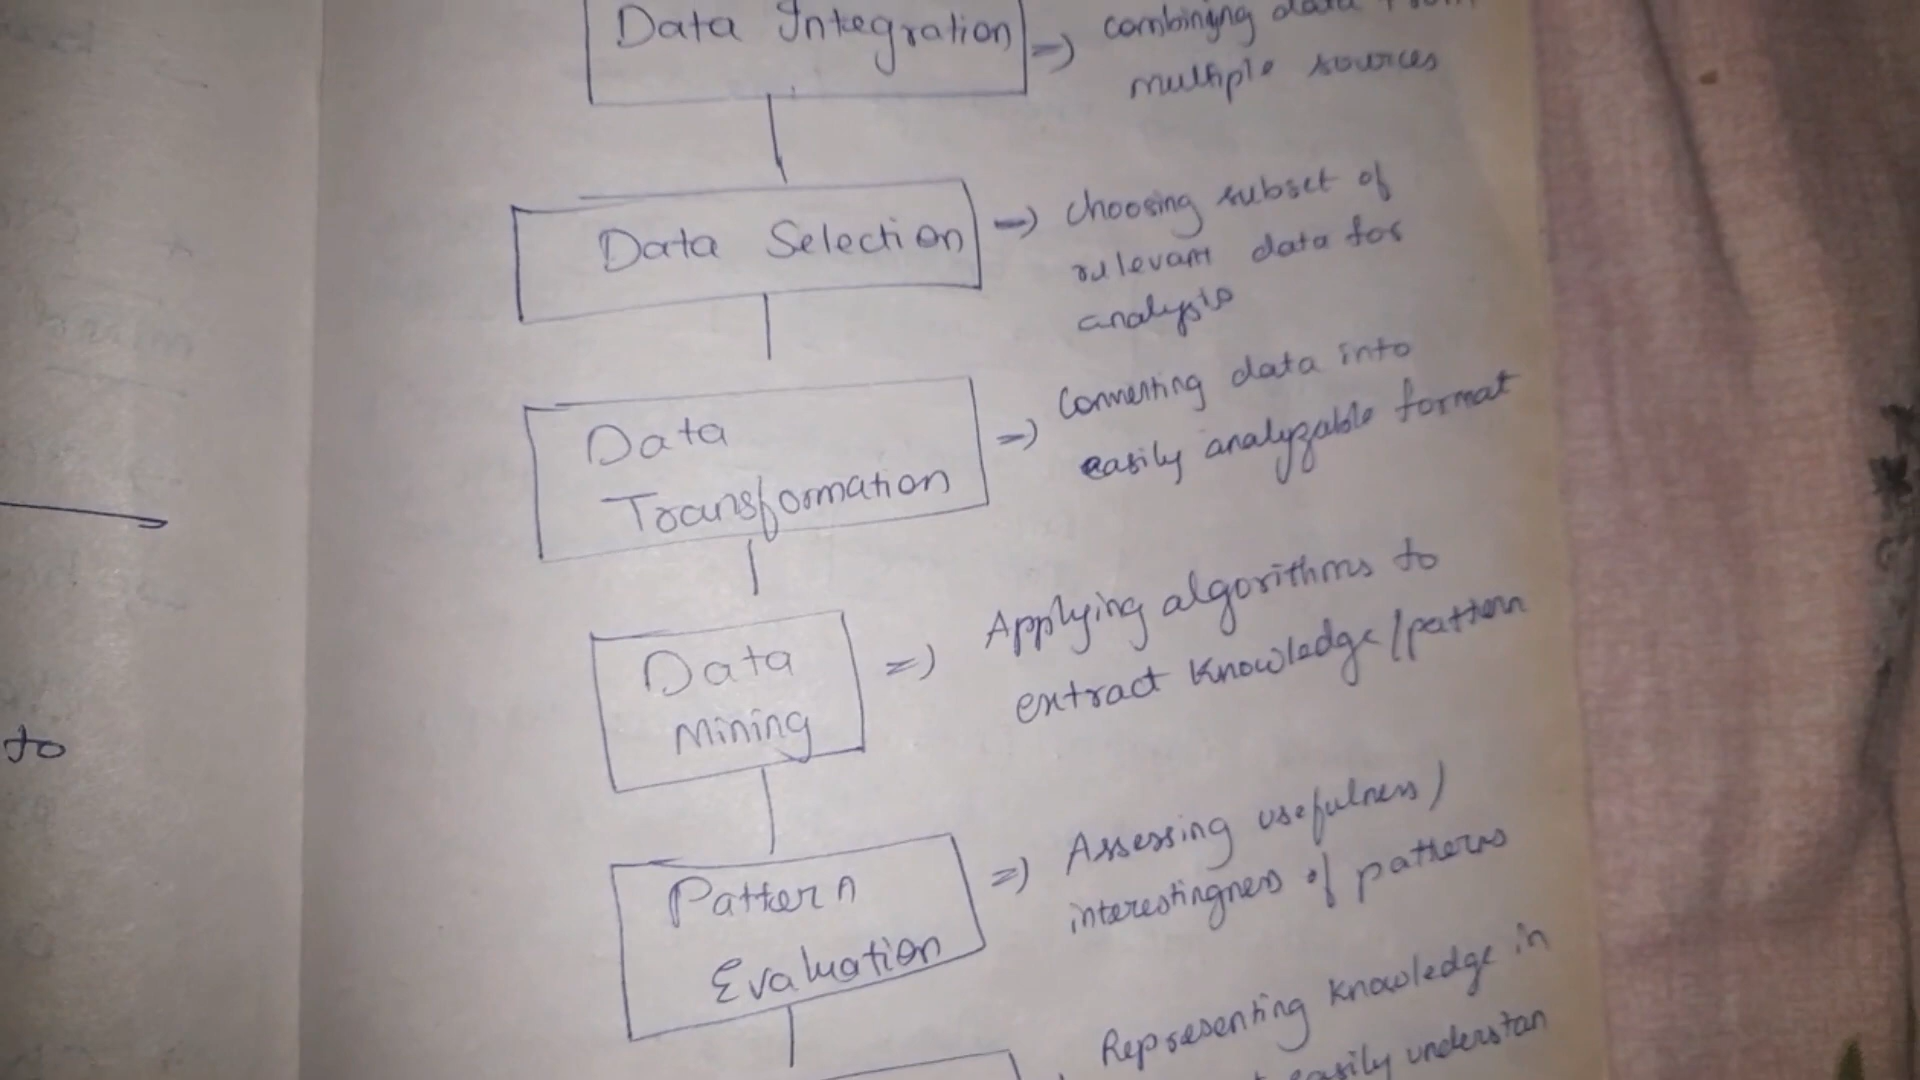 Data Integration => combining data from
multiple sources
Data Selection => choosing subset of
relevant data for
analysis
Data
Transformation => Converting data into
easily analyzable format
Data
Mining => Applying algorithms to
extract knowledge/pattern
to
Pattern
Evaluation => Assessing usefulness/
interestingness of patterns
Representing knowledge in
easily understan